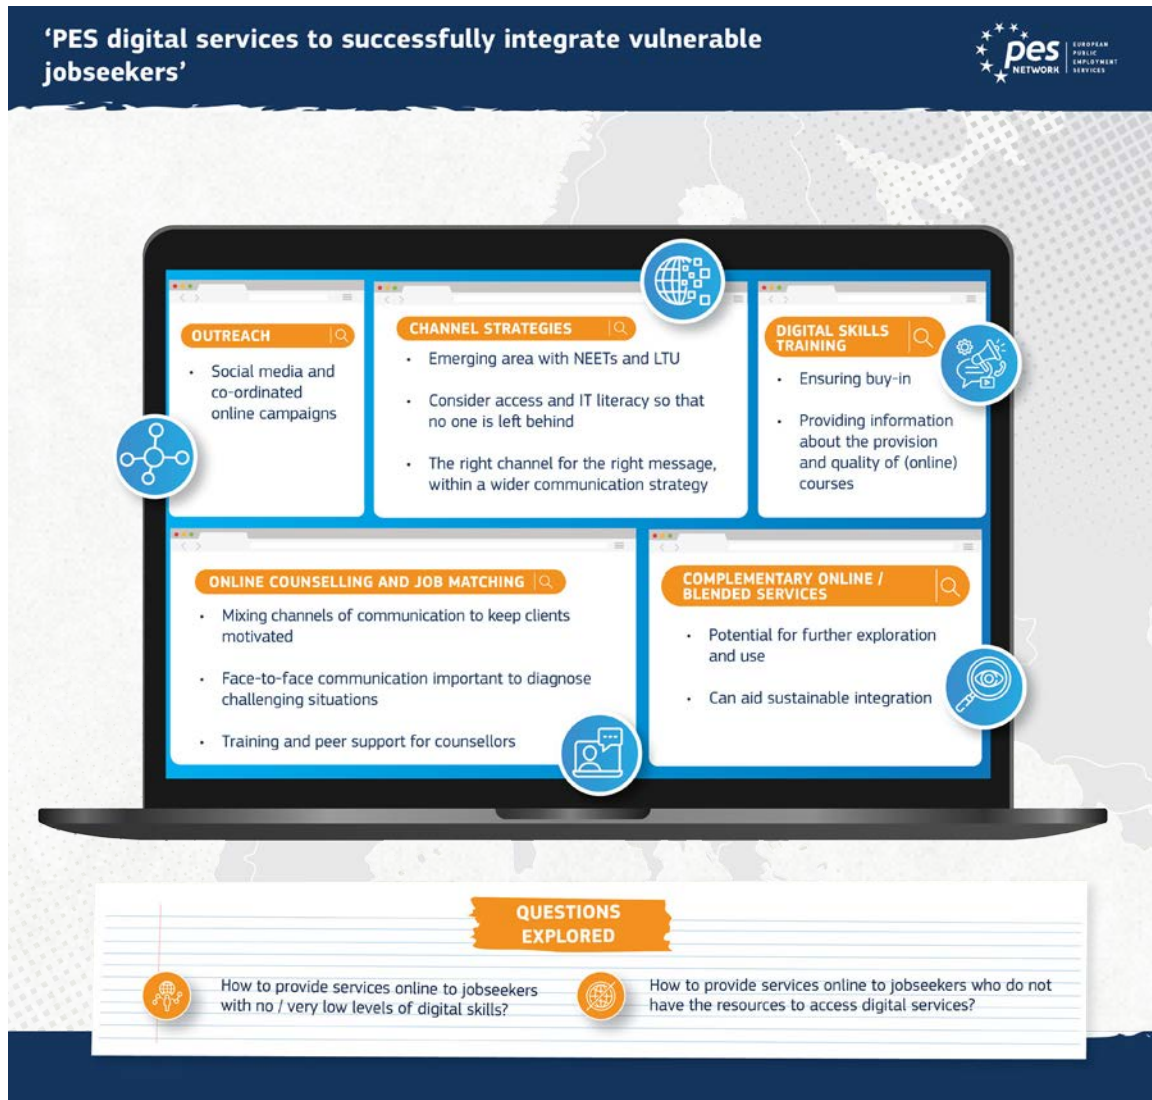 ‘PES digital services to successfully integrate vulnerable
jobseekers’
pes
NETWORK
EUROPEAN
PUBLIC
EMPLOYMENT
SERVICES
OUTREACH
• Social media and
co-ordinated
online campaigns
CHANNEL STRATEGIES
• Emerging area with NEETs and LTU
• Consider access and IT literacy so that
no one is left behind
• The right channel for the right message,
within a wider communication strategy
DIGITAL SKILLS
TRAINING
• Ensuring buy-in
• Providing information
about the provision
and quality of (online)
courses
ONLINE COUNSELLING AND JOB MATCHING
• Mixing channels of communication to keep clients
motivated
• Face-to-face communication important to diagnose
challenging situations
• Training and peer support for counsellors
COMPLEMENTARY ONLINE /
BLENDED SERVICES
• Potential for further exploration
and use
• Can aid sustainable integration
QUESTIONS
EXPLORED
How to provide services online to jobseekers
with no / very low levels of digital skills?
How to provide services online to jobseekers who do not
have the resources to access digital services?